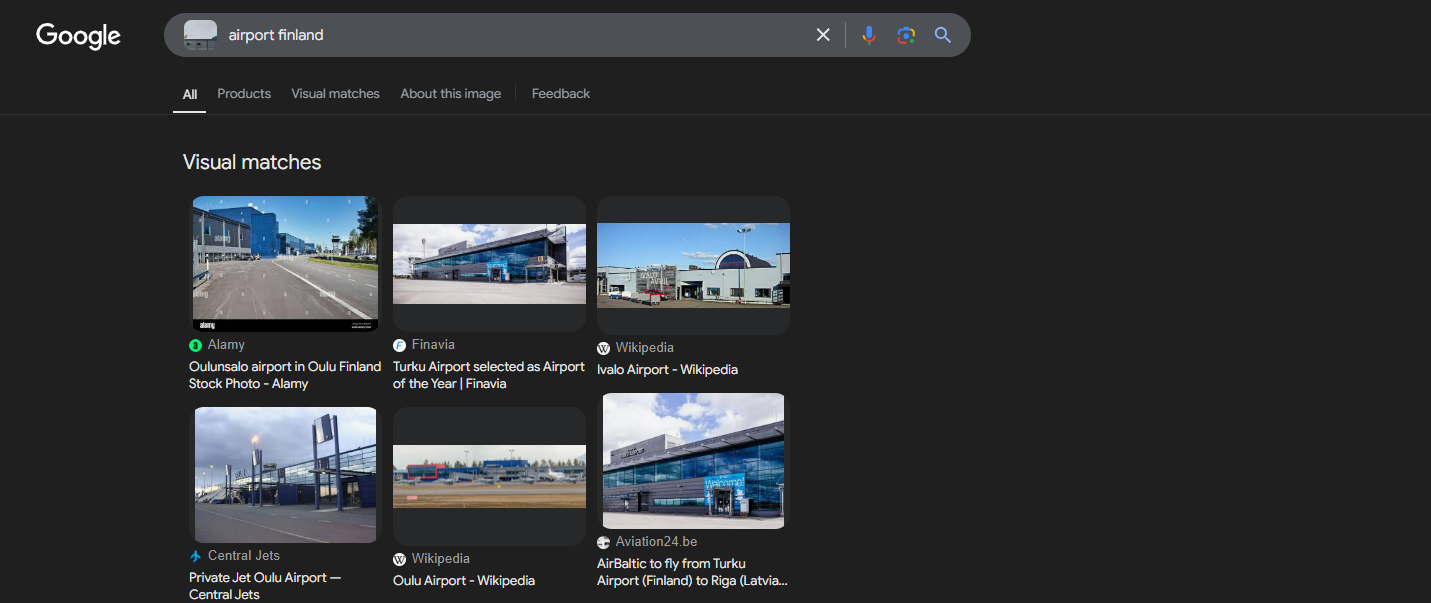 Google
airport finland
All
Products
Visual matches
About this image
Feedback
Visual matches
alamy
Alamy
Oulunsalo airport in Oulu Finland
Stock Photo - Alamy
Welcome!
Finavia
Turku Airport selected as Airport
of the Year | Finavia
IVALO
Wikipedia
Ivalo Airport - Wikipedia
Central Jets
Private Jet Oulu Airport —
Central Jets
Wikipedia
Oulu Airport - Wikipedia
Welcome!
Aviation24.be
AirBaltic to fly from Turku
Airport (Finland) to Riga (Latvia...